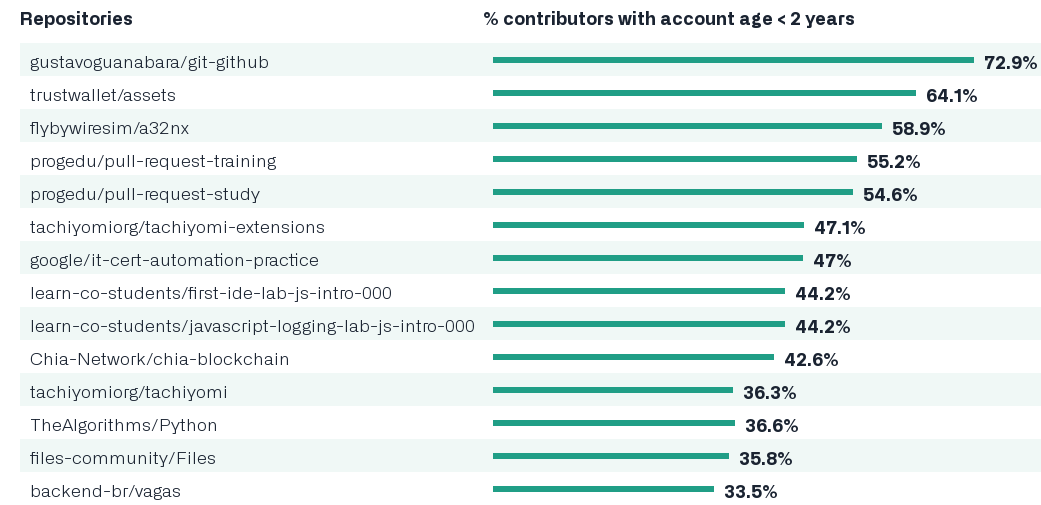 Repositories % contributors with account age < 2 years
gustavoguanabara/git-github 72.9%
trustwallet/assets 64.1%
flybywiresim/a32nx 58.9%
progedu/pull-request-training 55.2%
progedu/pull-request-study 54.6%
tachiyomiorg/tachiyomi-extensions 47.1%
google/it-cert-automation-practice 47%
learn-co-students/first-ide-lab-js-intro-000 44.2%
learn-co-students/javascript-logging-lab-js-intro-000 44.2%
Chia-Network/chia-blockchain 42.6%
tachiyomiorg/tachiyomi 36.3%
TheAlgorithms/Python 36.6%
files-community/Files 35.8%
backend-br/vagas 33.5%